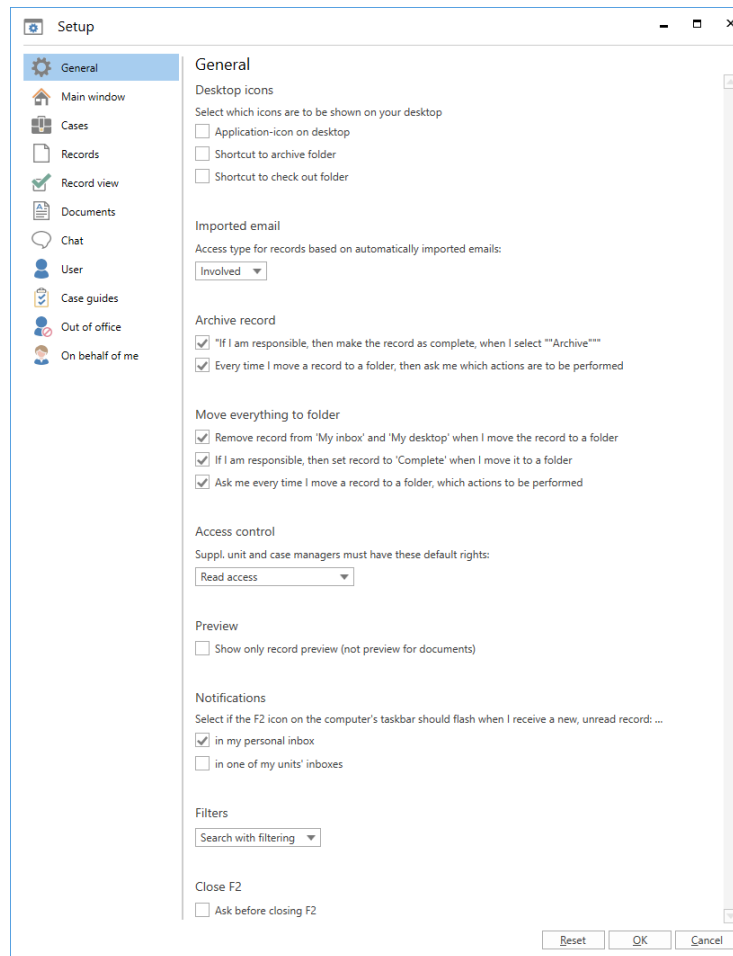 Setup
General
Main window
Cases
Records
Record view
Documents
Chat
User
Case guides
Out of office
On behalf of me
General
Desktop icons
Select which icons are to be shown on your desktop
Application-icon on desktop
Shortcut to archive folder
Shortcut to check out folder
Imported email
Access type for records based on automatically imported emails:
Involved
Archive record
"If I am responsible, then make the record as complete, when I select ""Archive"""
Every time I move a record to a folder, then ask me which actions are to be performed
Move everything to folder
Remove record from 'My inbox' and 'My desktop' when I move the record to a folder
If I am responsible, then set record to 'Complete' when I move it to a folder
Ask me every time I move a record to a folder, which actions to be performed
Access control
Suppl. unit and case managers must have these default rights:
Read access
Preview
Show only record preview (not preview for documents)
Notifications
Select if the F2 icon on the computer's taskbar should flash when I receive a new, unread record: ...
in my personal inbox
in one of my units' inboxes
Filters
Search with filtering
Close F2
Ask before closing F2
Reset OK Cancel